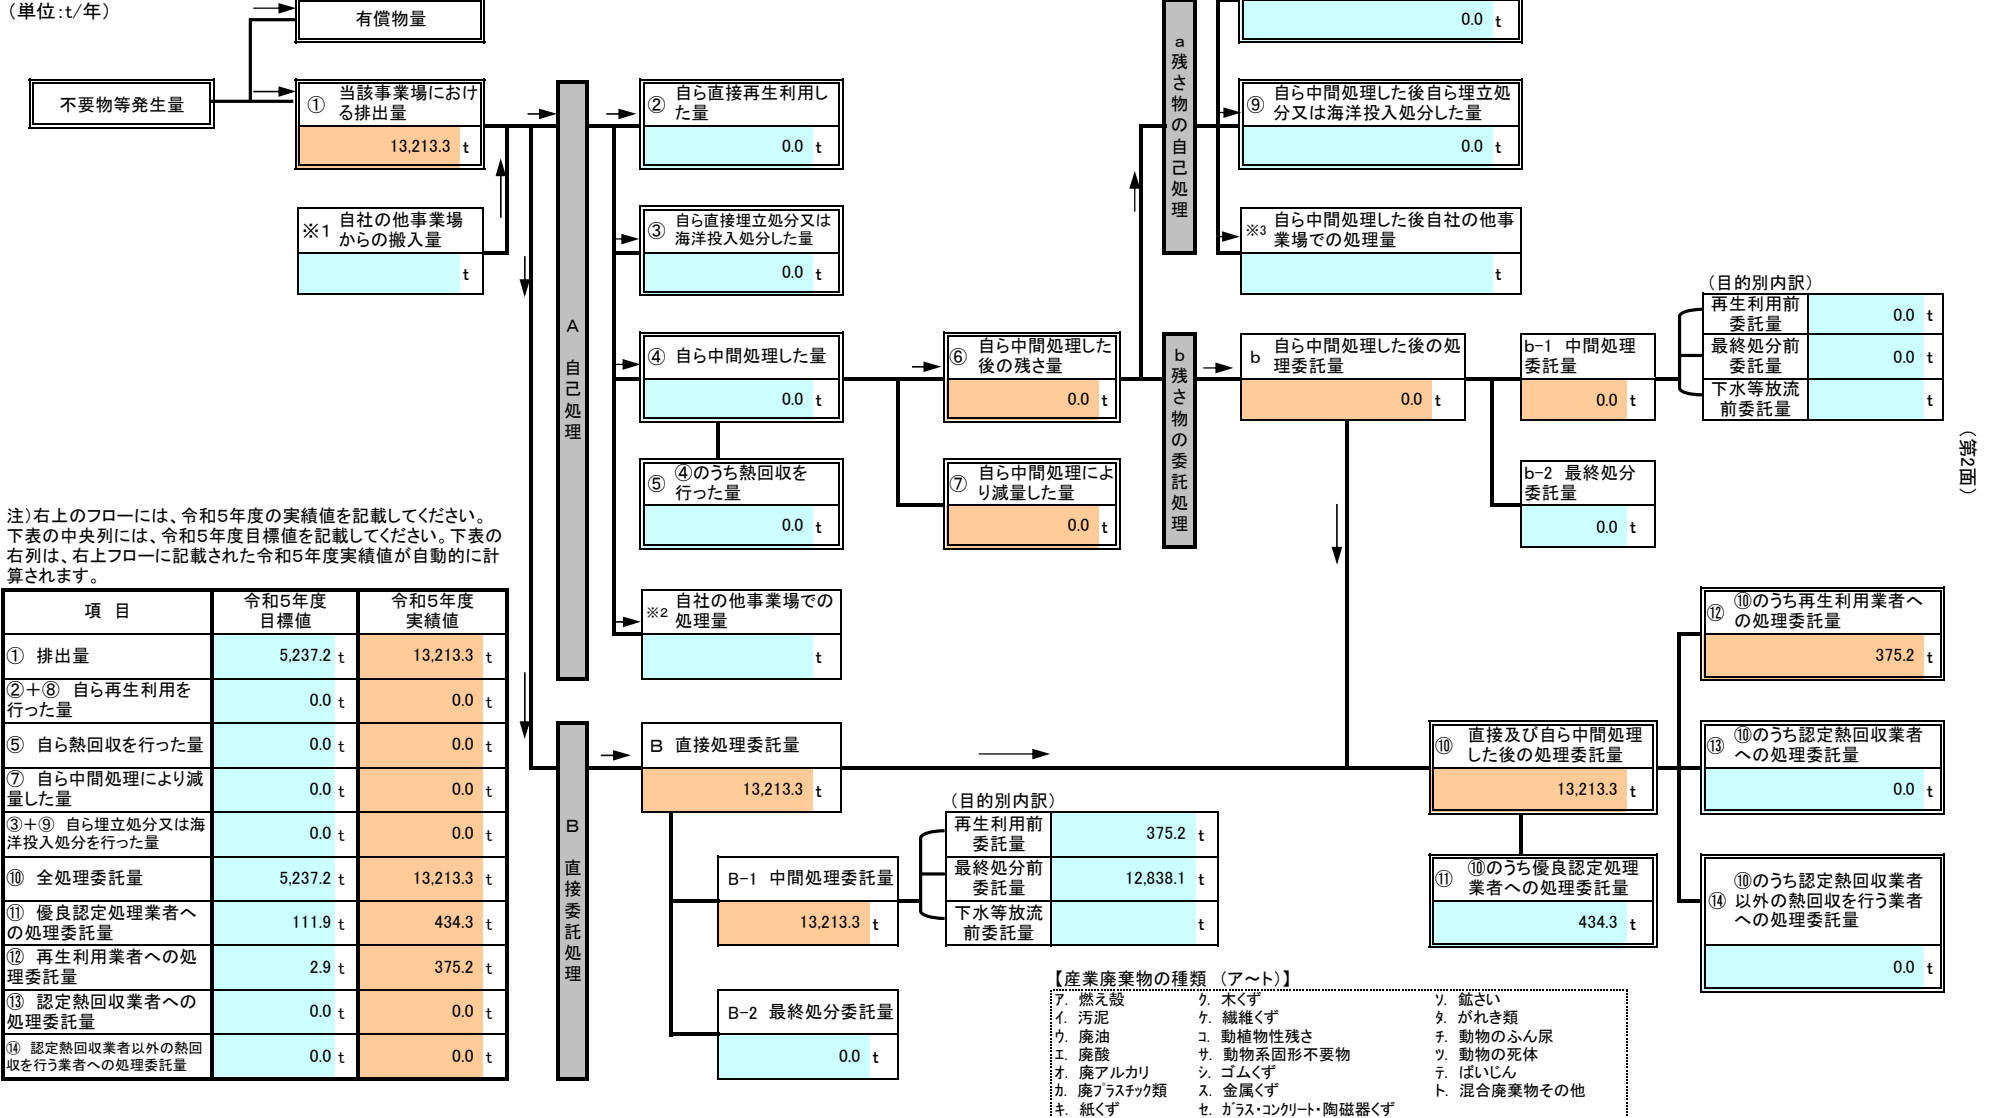 （単位：t/年）
有償物量
0.0 t
不要物等発生量
① 当該事業場におけ
る排出量
13,213.3 t
※1 自社の他事業場
からの搬入量
t
A 自己処理
② 自ら直接再生利用し
た量
0.0 t
③ 自ら直接埋立処分又は
海洋投入処分した量
0.0 t
④ 自ら中間処理した量
0.0 t
⑤ ④のうち熱回収を
行った量
0.0 t
※2 自社の他事業場での
処理量
t
⑥ 自ら中間処理した
後の残さ量
0.0 t
⑦ 自ら中間処理によ
り減量した量
0.0 t
a残さ物の自己処理
⑨ 自ら中間処理した後自ら埋立処
分又は海洋投入処分した量
0.0 t
※3 自ら中間処理した後自社の他事
業場での処理量
t
b残さ物の委託処理
b 自ら中間処理した後の処
理委託量
0.0 t
b-1 中間処理
委託量
0.0 t
b-2 最終処分
委託量
0.0 t
（目的別内訳）
再生利用前
委託量
0.0 t
最終処分前
委託量
0.0 t
下水等放流
前委託量
t
（第2面）
注）右上のフローには、令和5年度の実績値を記載してください。
下表の中央列には、令和5年度目標値を記載してください。下表の
右列は、右上フローに記載された令和5年度実績値が自動的に計
算されます。
項 目
令和5年度
目標値
令和5年度
実績値
① 排出量 5,237.2 t 13,213.3 t
②＋⑧ 自ら再生利用を
行った量 0.0 t 0.0 t
⑤ 自ら熱回収を行った量 0.0 t 0.0 t
⑦ 自ら中間処理により減
量した量 0.0 t 0.0 t
③＋⑨ 自ら埋立処分又は海
洋投入処分を行った量 0.0 t 0.0 t
⑩ 全処理委託量 5,237.2 t 13,213.3 t
⑪ 優良認定処理業者へ
の処理委託量 111.9 t 434.3 t
⑫ 再生利用業者への処
理委託量 2.9 t 375.2 t
⑬ 認定熱回収業者への
処理委託量 0.0 t 0.0 t
⑭ 認定熱回収業者以外の熱回
収を行う業者への処理委託量 0.0 t 0.0 t
B 直接委託処理
B 直接処理委託量
13,213.3 t
B-1 中間処理委託量
13,213.3 t
B-2 最終処分委託量
0.0 t
（目的別内訳）
再生利用前
委託量
375.2 t
最終処分前
委託量
12,838.1 t
下水等放流
前委託量
t
⑩ 直接及び自ら中間処理
した後の処理委託量
13,213.3 t
⑪ ⑩のうち優良認定処理
業者への処理委託量
434.3 t
⑫ ⑩のうち再生利用業者へ
の処理委託量
375.2 t
⑬ ⑩のうち認定熱回収業者
への処理委託量
0.0 t
⑭ ⑩のうち認定熱回収業者
以外の熱回収を行う業者
への処理委託量
0.0 t
【産業廃棄物の種類 （ア～ト）】
ア. 燃え殻 ク. 木くず ソ. 鉱さい
イ. 汚泥 ケ. 繊維くず タ. がれき類
ウ. 廃油 コ. 動植物性残さ チ. 動物のふん尿
エ. 廃酸 サ. 動物系固形不要物 ツ. 動物の死体
オ. 廃アルカリ シ. ゴムくず テ. ばいじん
カ. 廃プラスチック類 ス. 金属くず ト. 混合廃棄物その他
キ. 紙くず セ. ガラス・コンクリート・陶磁器くず